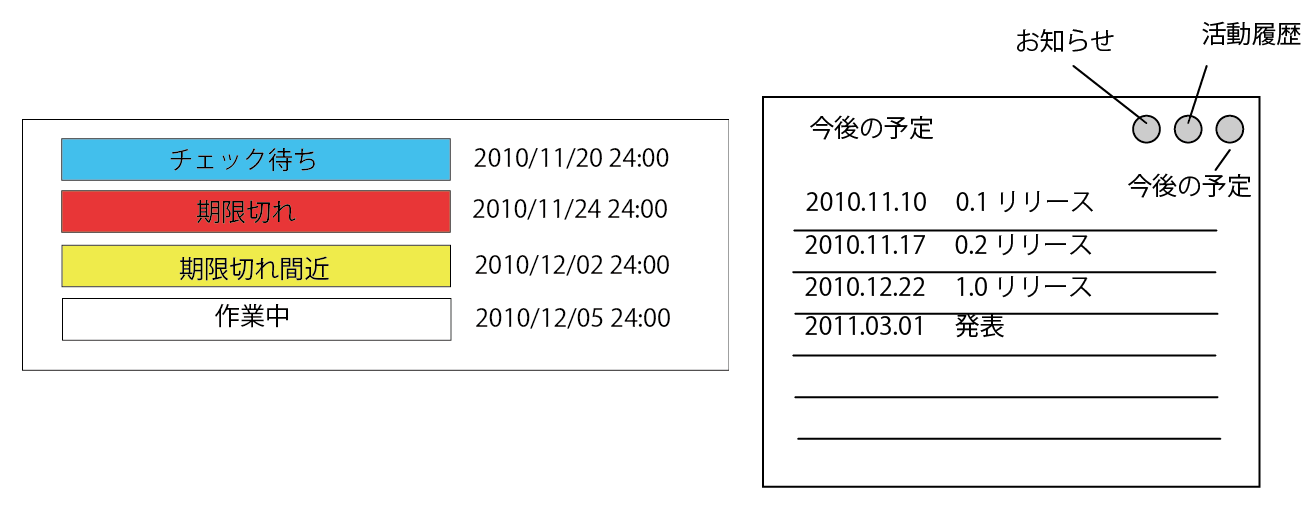 チェック待ち 2010/11/20 24:00
期限切れ 2010/11/24 24:00
期限切れ間近 2010/12/02 24:00
作業中 2010/12/05 24:00
お知らせ
活動履歴
今後の予定
今後の予定
2010.11.10 0.1 リリース
2010.11.17 0.2 リリース
2010.12.22 1.0 リリース
2011.03.01 発表